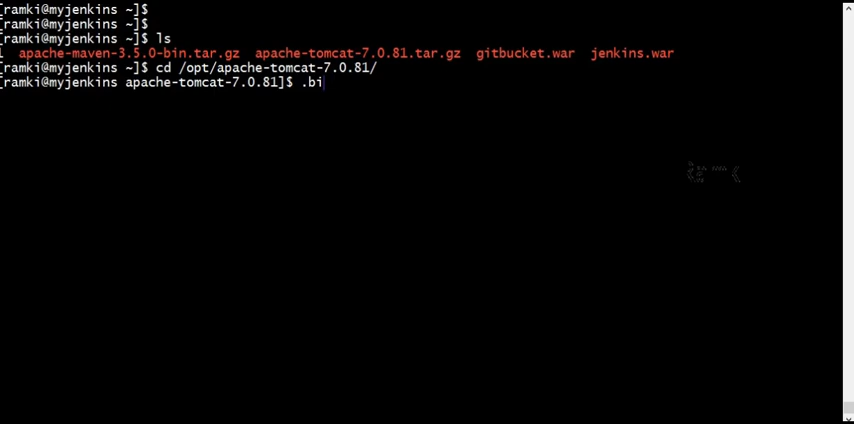 [ramki@myjenkins ~]$
[ramki@myjenkins ~]$
[ramki@myjenkins ~]$ ls
1 apache-maven-3.5.0-bin.tar.gz apache-tomcat-7.0.81.tar.gz gitbucket.war jenkins.war
[ramki@myjenkins ~]$ cd /opt/apache-tomcat-7.0.81/
[ramki@myjenkins apache-tomcat-7.0.81]$ .bi